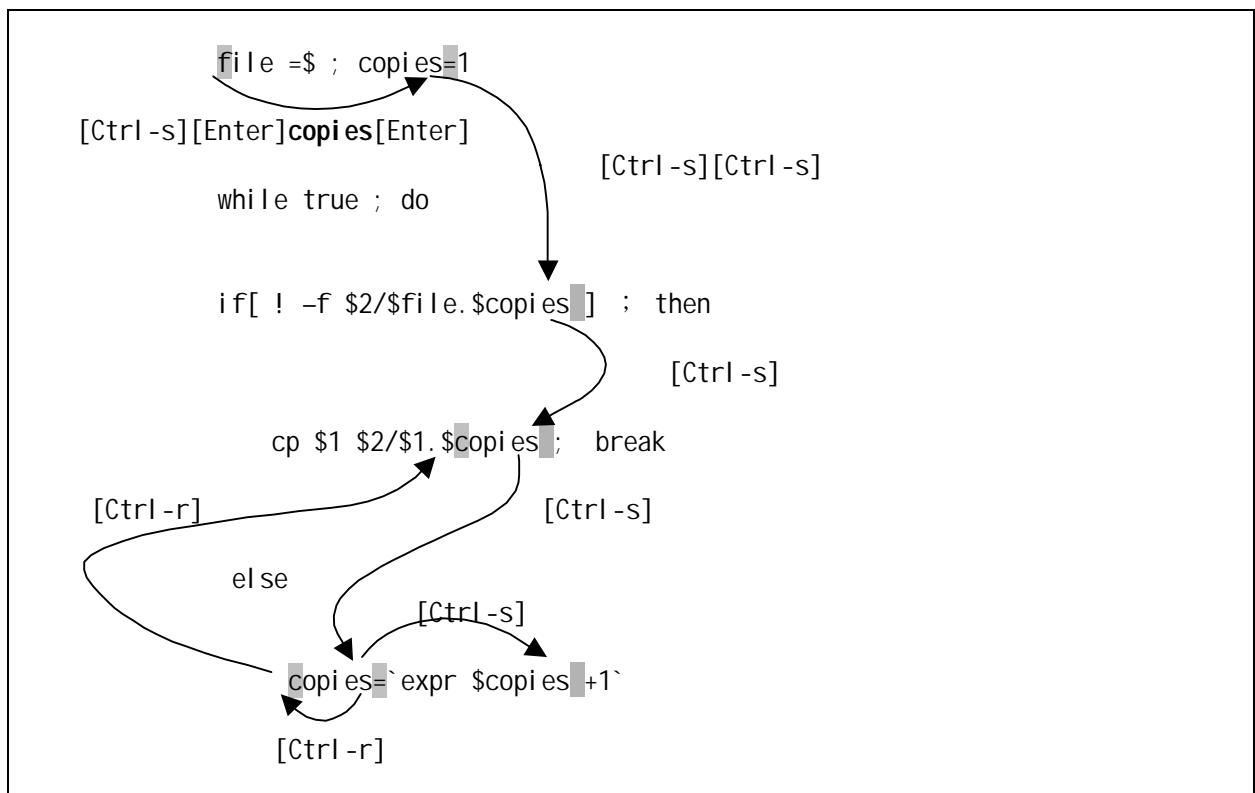 file =$ ; copies=1
[Ctrl-s][Enter]copies[Enter]
[Ctrl-s][Ctrl-s]
while true ; do
if[ ! –f $2/$file.$copies ] ; then
[Ctrl-s]
cp $1 $2/$1.$copies ; break
[Ctrl-r]
[Ctrl-s]
else
[Ctrl-s]
copies=`expr $copies +1`
[Ctrl-r]